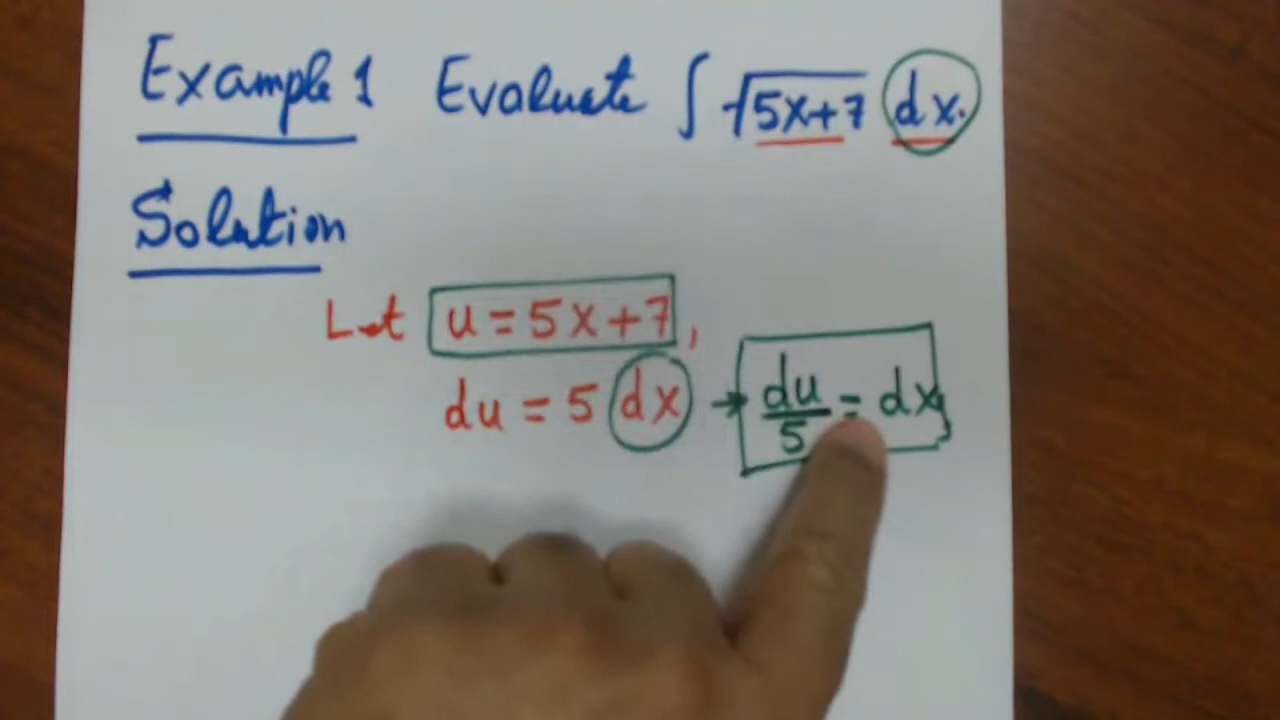 Example 1 Evaluate ∫ √5x+7 dx.
Solution
Let u = 5x+7,
du = 5 dx → du/5 = dx